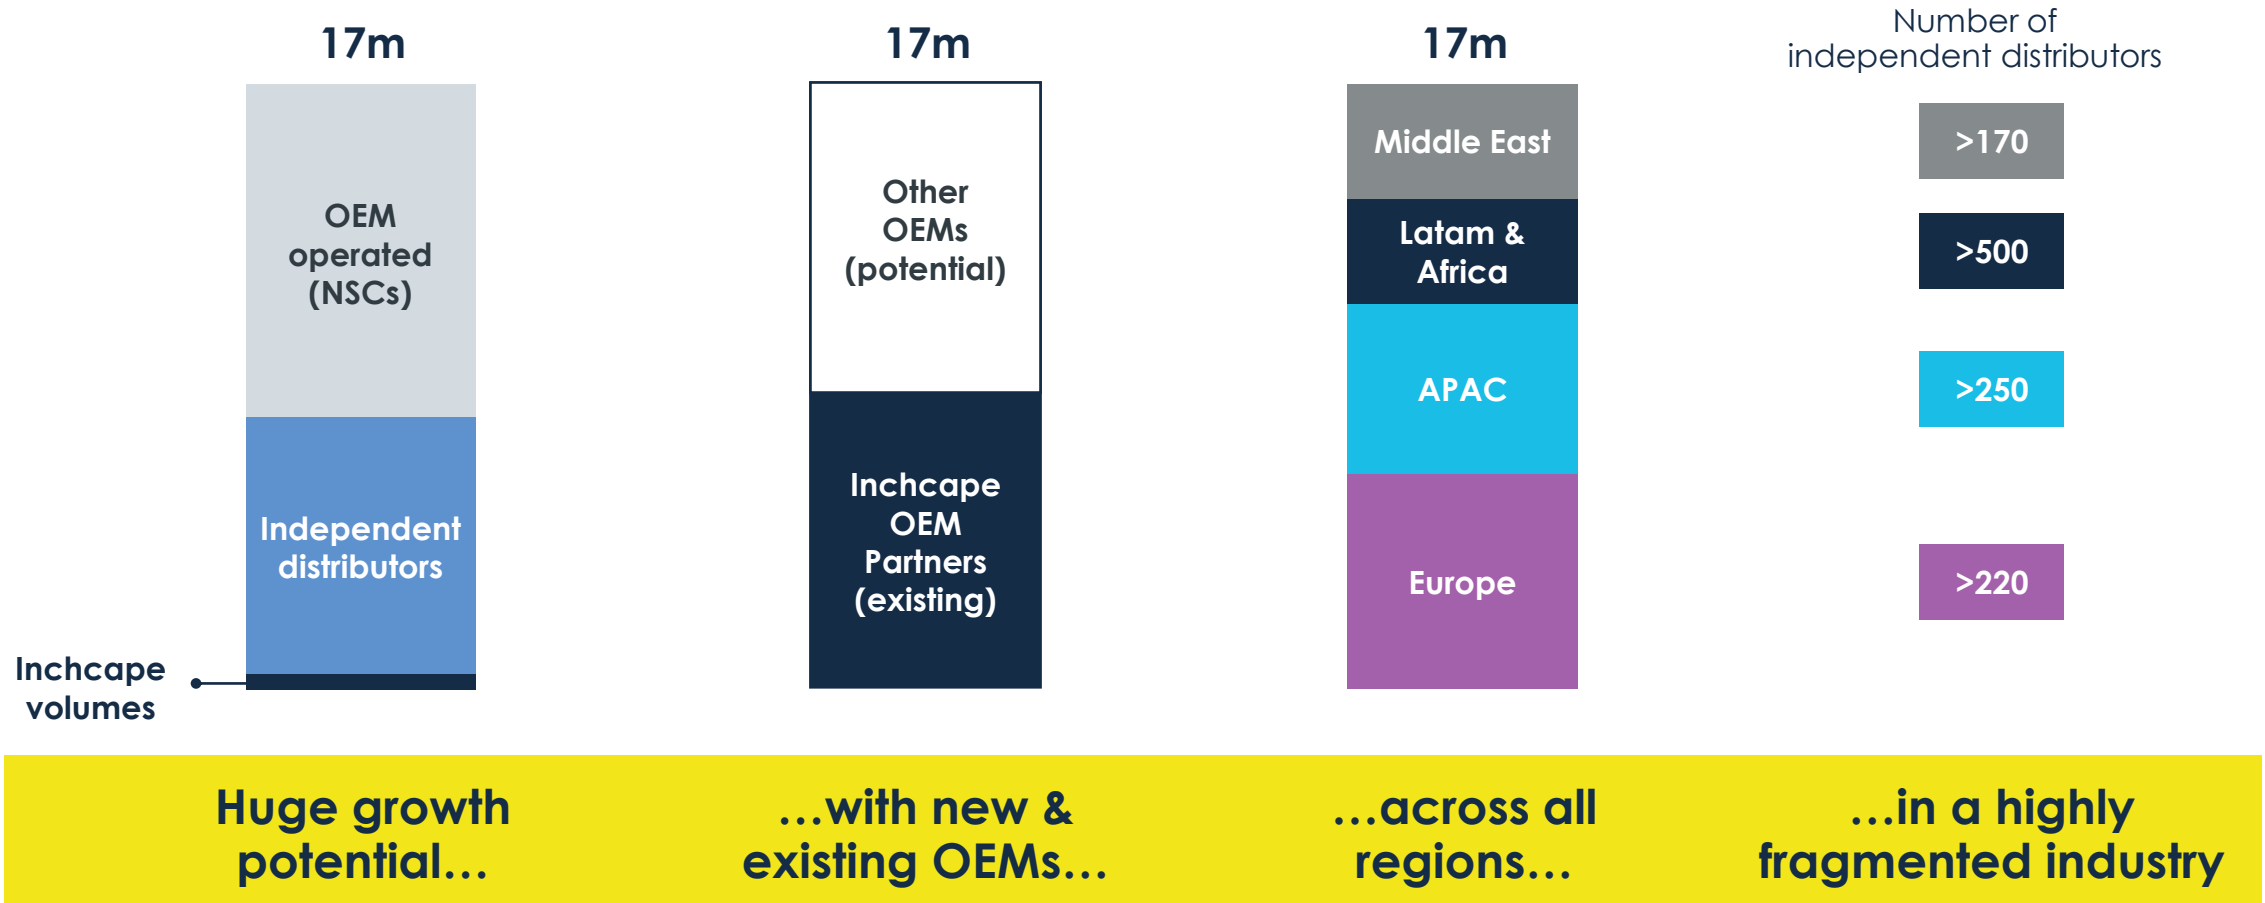 17m
OEM
operated
(NSCs)
Independent
distributors
Inchcape
volumes
17m
Other
OEMs
(potential)
Inchcape
OEM
Partners
(existing)
17m
Middle East
Latam &
Africa
APAC
Europe
Number of
independent distributors
>170
>500
>250
>220
Huge growth
potential…
…with new &
existing OEMs…
…across all
regions…
…in a highly
fragmented industry